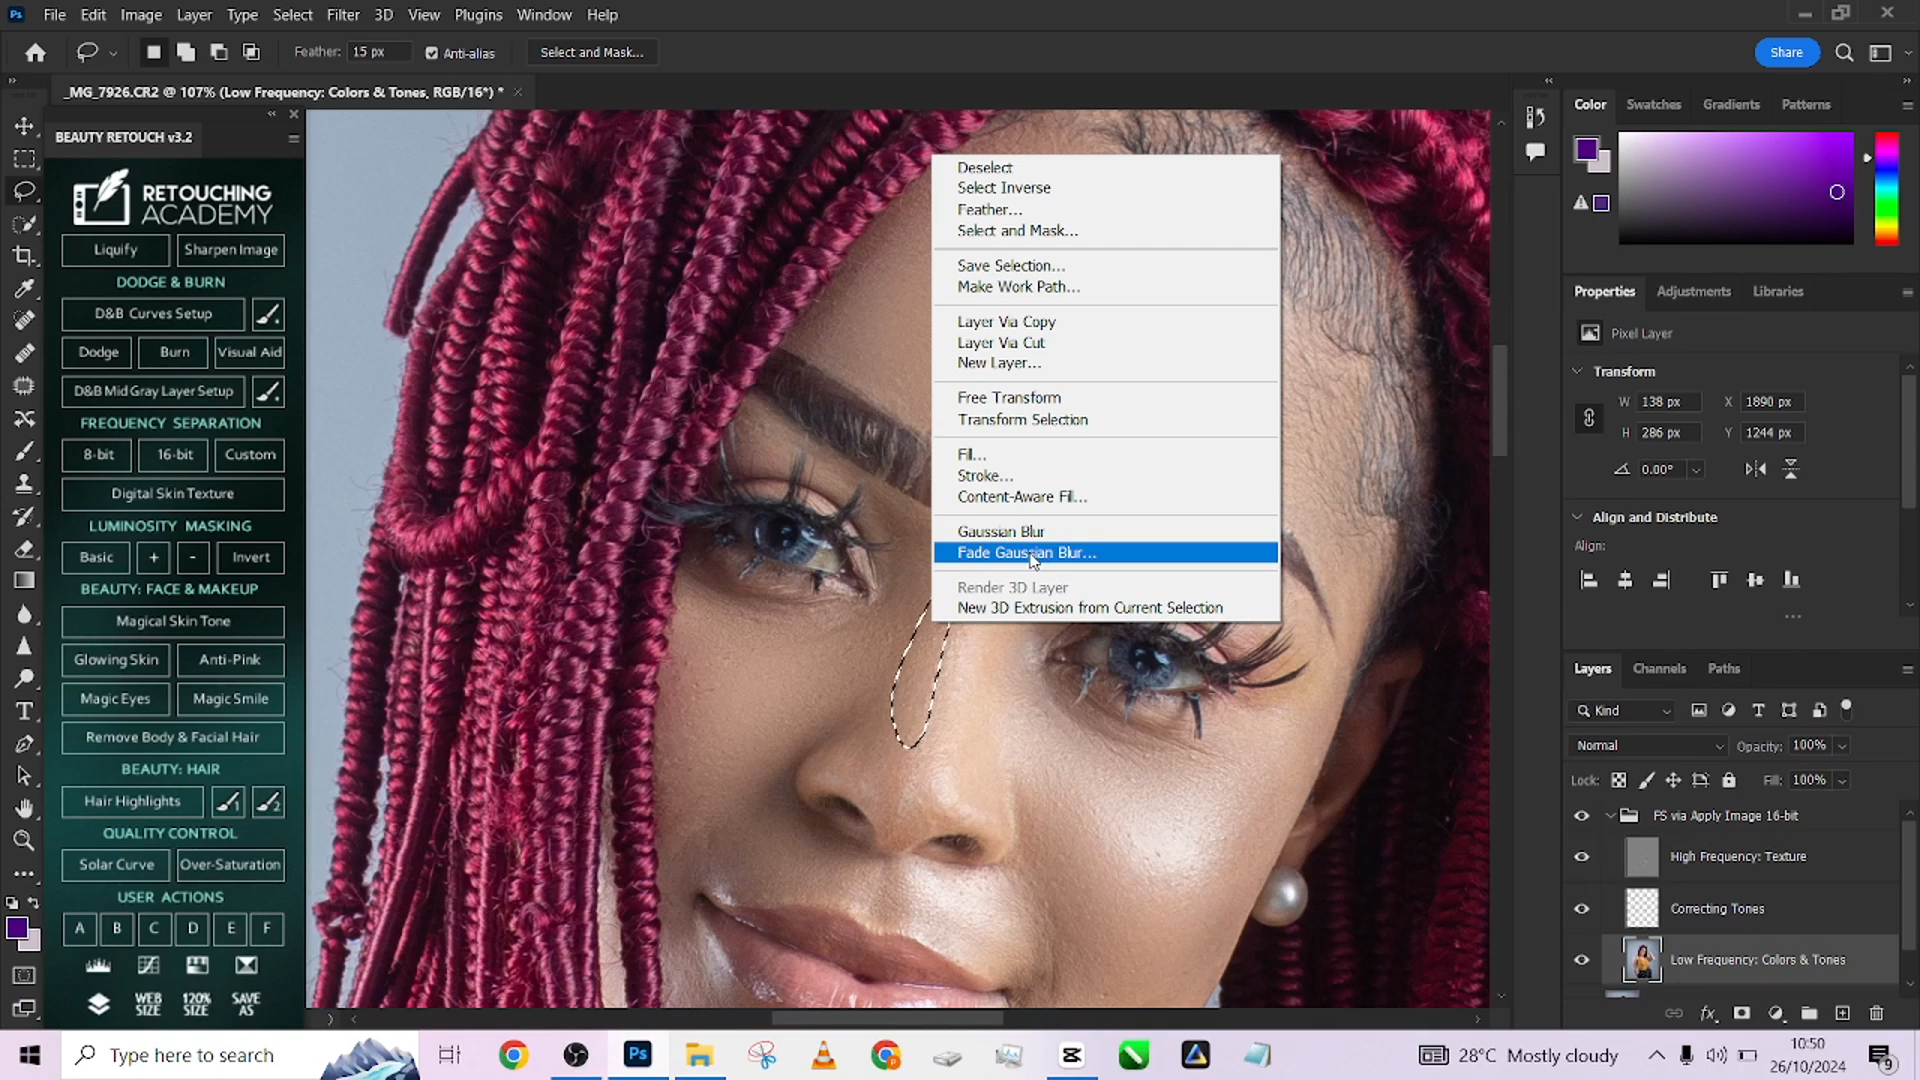 Ps File Edit Image Layer Type Select Filter 3D View Plugins Window Help
Feather: 15 px Anti-alias Select and Mask... Share
_MG_7926.CR2 @ 107% (Low Frequency: Colors & Tones, RGB/16*) *
BEAUTY RETOUCH v3.2
RETOUCHING
ACADEMY
Liquify Sharpen Image
DODGE & BURN
D&B Curves Setup
Dodge Burn Visual Aid
D&B Mid Gray Layer Setup
FREQUENCY SEPARATION
8-bit 16-bit Custom
Digital Skin Texture
LUMINOSITY MASKING
Basic + - Invert
BEAUTY: FACE & MAKEUP
Magical Skin Tone
Glowing Skin Anti-Pink
Magic Eyes Magic Smile
Remove Body & Facial Hair
BEAUTY: HAIR
Hair Highlights 1 2
QUALITY CONTROL
Solar Curve Over-Saturation
USER ACTIONS
A B C D E F
WEB SIZE 120% SIZE SAVE AS
Deselect
Select Inverse
Feather...
Select and Mask...
Save Selection...
Make Work Path...
Layer Via Copy
Layer Via Cut
New Layer...
Free Transform
Transform Selection
Fill...
Stroke...
Content-Aware Fill...
Gaussian Blur
Fade Gaussian Blur...
Render 3D Layer
New 3D Extrusion from Current Selection
Color Swatches Gradients Patterns
Properties Adjustments Libraries
Pixel Layer
Transform
W 138 px X 1890 px
H 286 px Y 1244 px
0.00°
Align and Distribute
Align:
Layers Channels Paths
Kind
Normal Opacity: 100%
Lock: Fill: 100%
FS via Apply Image 16-bit
High Frequency: Texture
Correcting Tones
Low Frequency: Colors & Tones
fx
Type here to search
Ps
28°C Mostly cloudy
10:50
26/10/2024
9